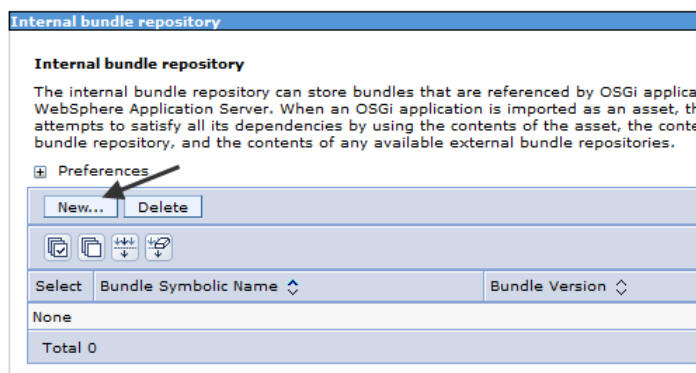 Internal bundle repository
Internal bundle repository
The internal bundle repository can store bundles that are referenced by OSGi applica
WebSphere Application Server. When an OSGi application is imported as an asset, th
attempts to satisfy all its dependencies by using the contents of the asset, the conte
bundle repository, and the contents of any available external bundle repositories.
Preferences
New... Delete
Select Bundle Symbolic Name Bundle Version
None
Total 0